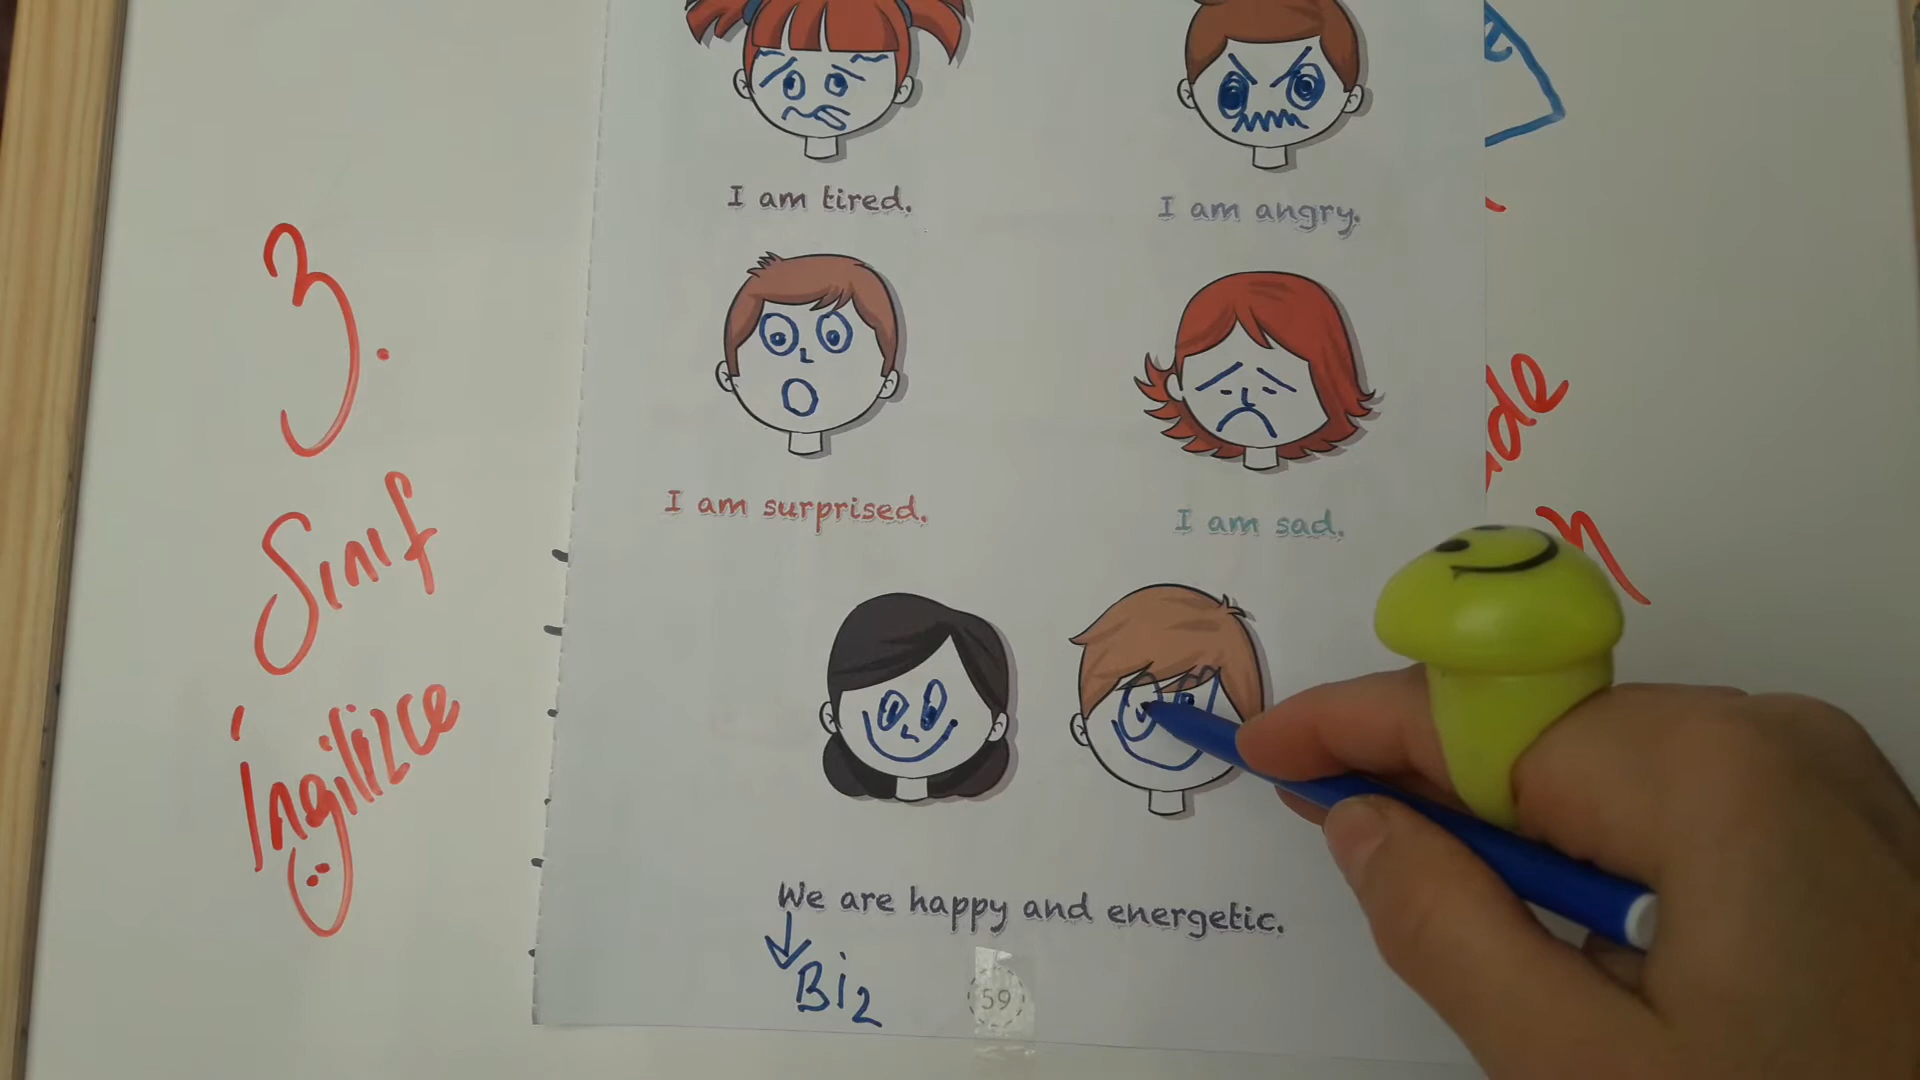 I am tired.
I am angry.
I am surprised.
I am sad.
We are happy and energetic.
Biz
59
3.
Sınıf
İngilizce